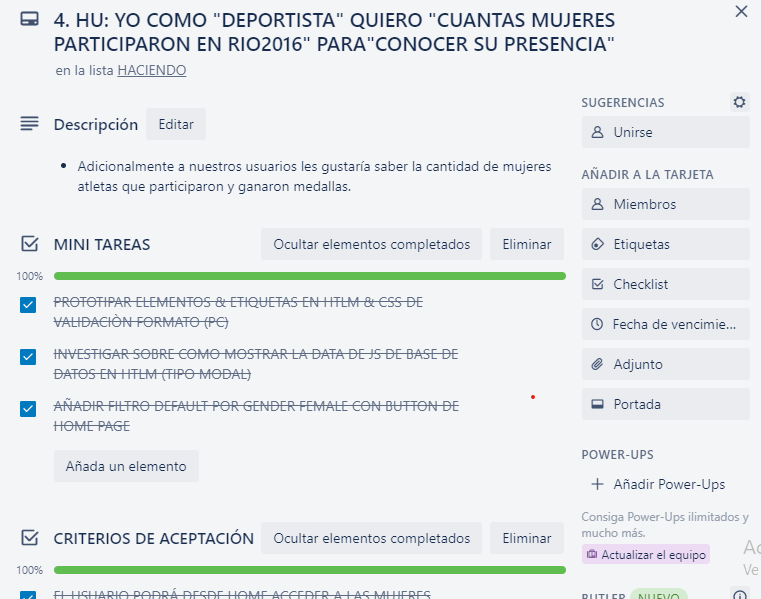 4. HU: YO COMO "DEPORTISTA" QUIERO "CUANTAS MUJERES
PARTICIPARON EN RIO2016" PARA"CONOCER SU PRESENCIA"
en la lista HACIENDO
Descripción Editar
• Adicionalmente a nuestros usuarios les gustaría saber la cantidad de mujeres
atletas que participaron y ganaron medallas.
MINI TAREAS Ocultar elementos completados Eliminar
100%
PROTOTIPAR ELEMENTOS & ETIQUETAS EN HTLM & CSS DE
VALIDACIÒN FORMATO (PC)
INVESTIGAR SOBRE COMO MOSTRAR LA DATA DE JS DE BASE DE
DATOS EN HTLM (TIPO MODAL)
AÑADIR FILTRO DEFAULT POR GENDER FEMALE CON BUTTON DE
HOME PAGE
Añada un elemento
CRITERIOS DE ACEPTACIÓN Ocultar elementos completados Eliminar
100%
EL USUARIO PODRÁ DESDE HOME ACCEDER A LAS MUJERES
SUGERENCIAS
Unirse
AÑADIR A LA TARJETA
Miembros
Etiquetas
Checklist
Fecha de vencimie...
Adjunto
Portada
POWER-UPS
Añadir Power-Ups
Consiga Power-Ups ilimitados y
mucho más.
Actualizar el equipo
Ac
Ve
BUTLER NUEVO